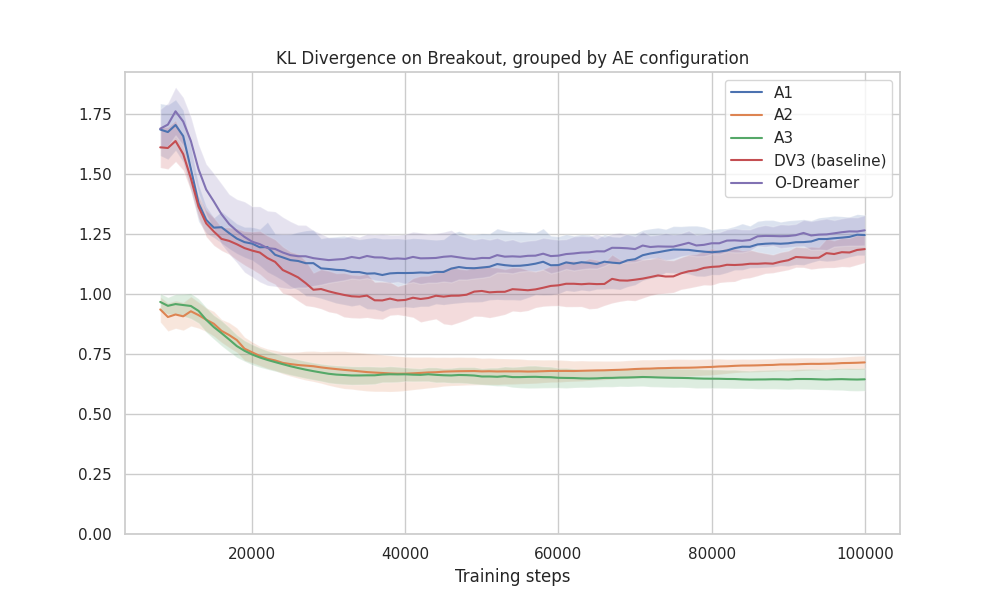 KL Divergence on Breakout, grouped by AE configuration
A1
A2
A3
DV3 (baseline)
O-Dreamer
1.75
1.50
1.25
1.00
0.75
0.50
0.25
0.00
20000 40000 60000 80000 100000
Training steps